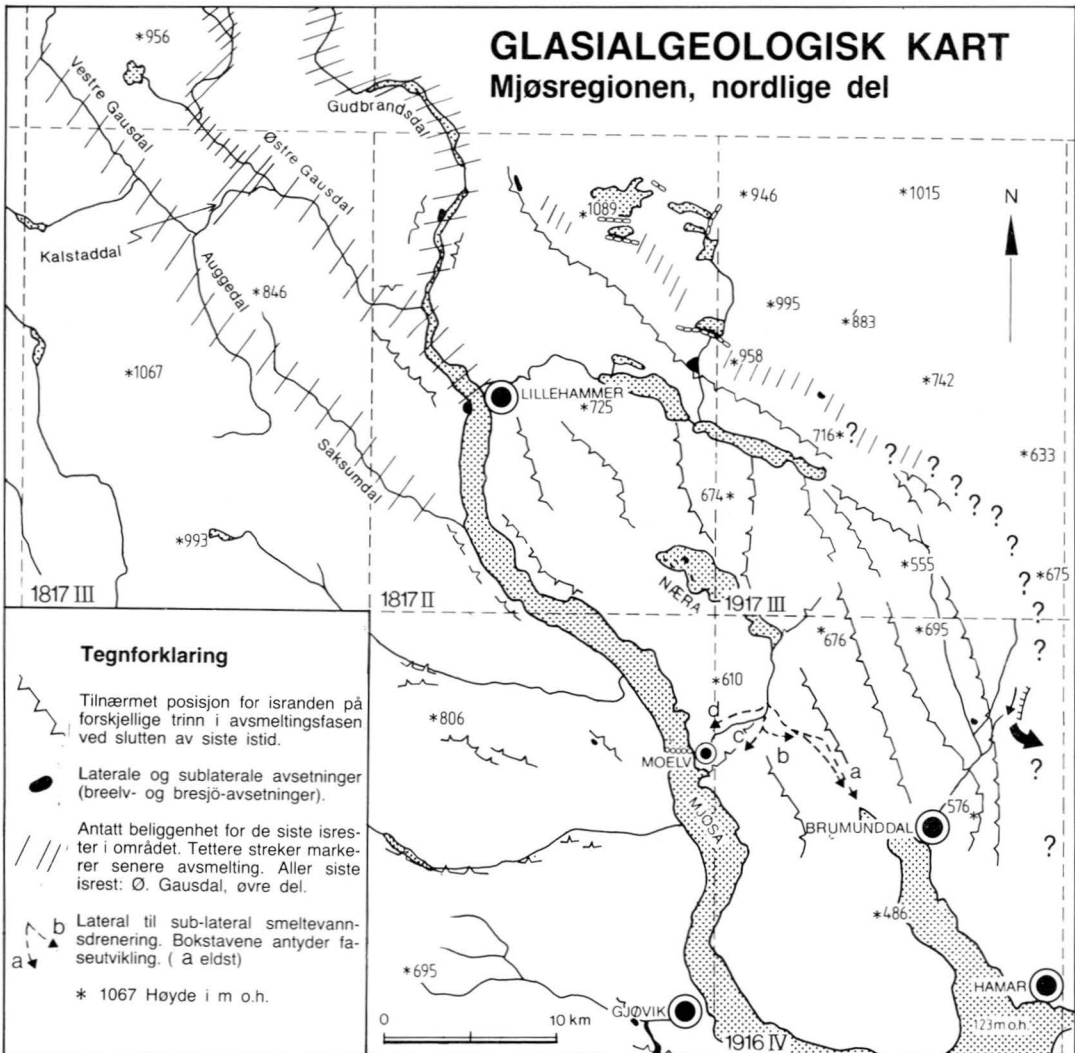 GLASIALGEOLOGISK KART
Mjøsregionen, nordlige del
*956
Vestre Gausdal
Gudbrandsdal
Østre Gausdal
*1089
*946
*1015
N
Kalstaddal
Auggedal
*846
*995
*883
*1067
*958
*742
LILLEHAMMER
*725
716*
?
?
?
?
?
?
?
?
?
?
?
?
*633
Saksumdal
674*
*993
*555
*675
NÆRA
1817 III
1817 II
1917 III
*676
*695
*610
*806
d
c
b
a
MOELV
MJØSA
576*
BRUMUNDDAL
*486
*695
HAMAR
GJØVIK
123 m o.h.
0 10 km
1916 IV
Tegnforklaring
Tilnærmet posisjon for isranden på
forskjellige trinn i avsmeltingsfasen
ved slutten av siste istid.
Laterale og sublaterale avsetninger
(breelv- og bresjö-avsetninger).
Antatt beliggenhet for de siste isres-
ter i området. Tettere streker marke-
rer senere avsmelting. Aller siste
isrest: Ø. Gausdal, øvre del.
b
a
Lateral til sub-lateral smeltevann-
sdrenering. Bokstavene antyder fa-
seutvikling. ( a eldst)
* 1067 Høyde i m o.h.